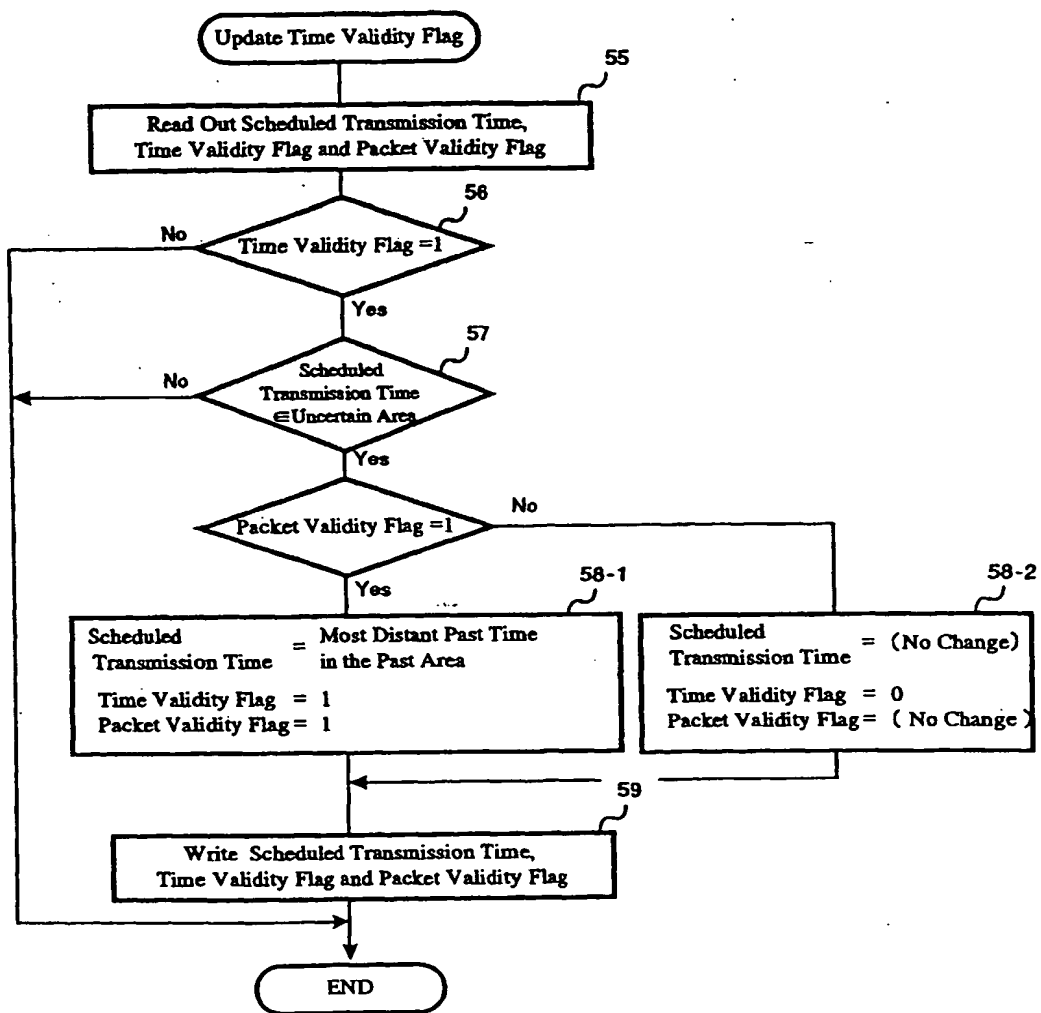 Update Time Validity Flag
55
Read Out Scheduled Transmission Time,
Time Validity Flag and Packet Validity Flag
56
No
Time Validity Flag =1
Yes
57
No
Scheduled
Transmission Time
∈Uncertain Area
Yes
No
Packet Validity Flag =1
Yes
58-1
Scheduled
Transmission Time = Most Distant Past Time
in the Past Area
Time Validity Flag = 1
Packet Validity Flag = 1
58-2
Scheduled
Transmission Time = (No Change)
Time Validity Flag = 0
Packet Validity Flag = ( No Change )
59
Write Scheduled Transmission Time,
Time Validity Flag and Packet Validity Flag
END